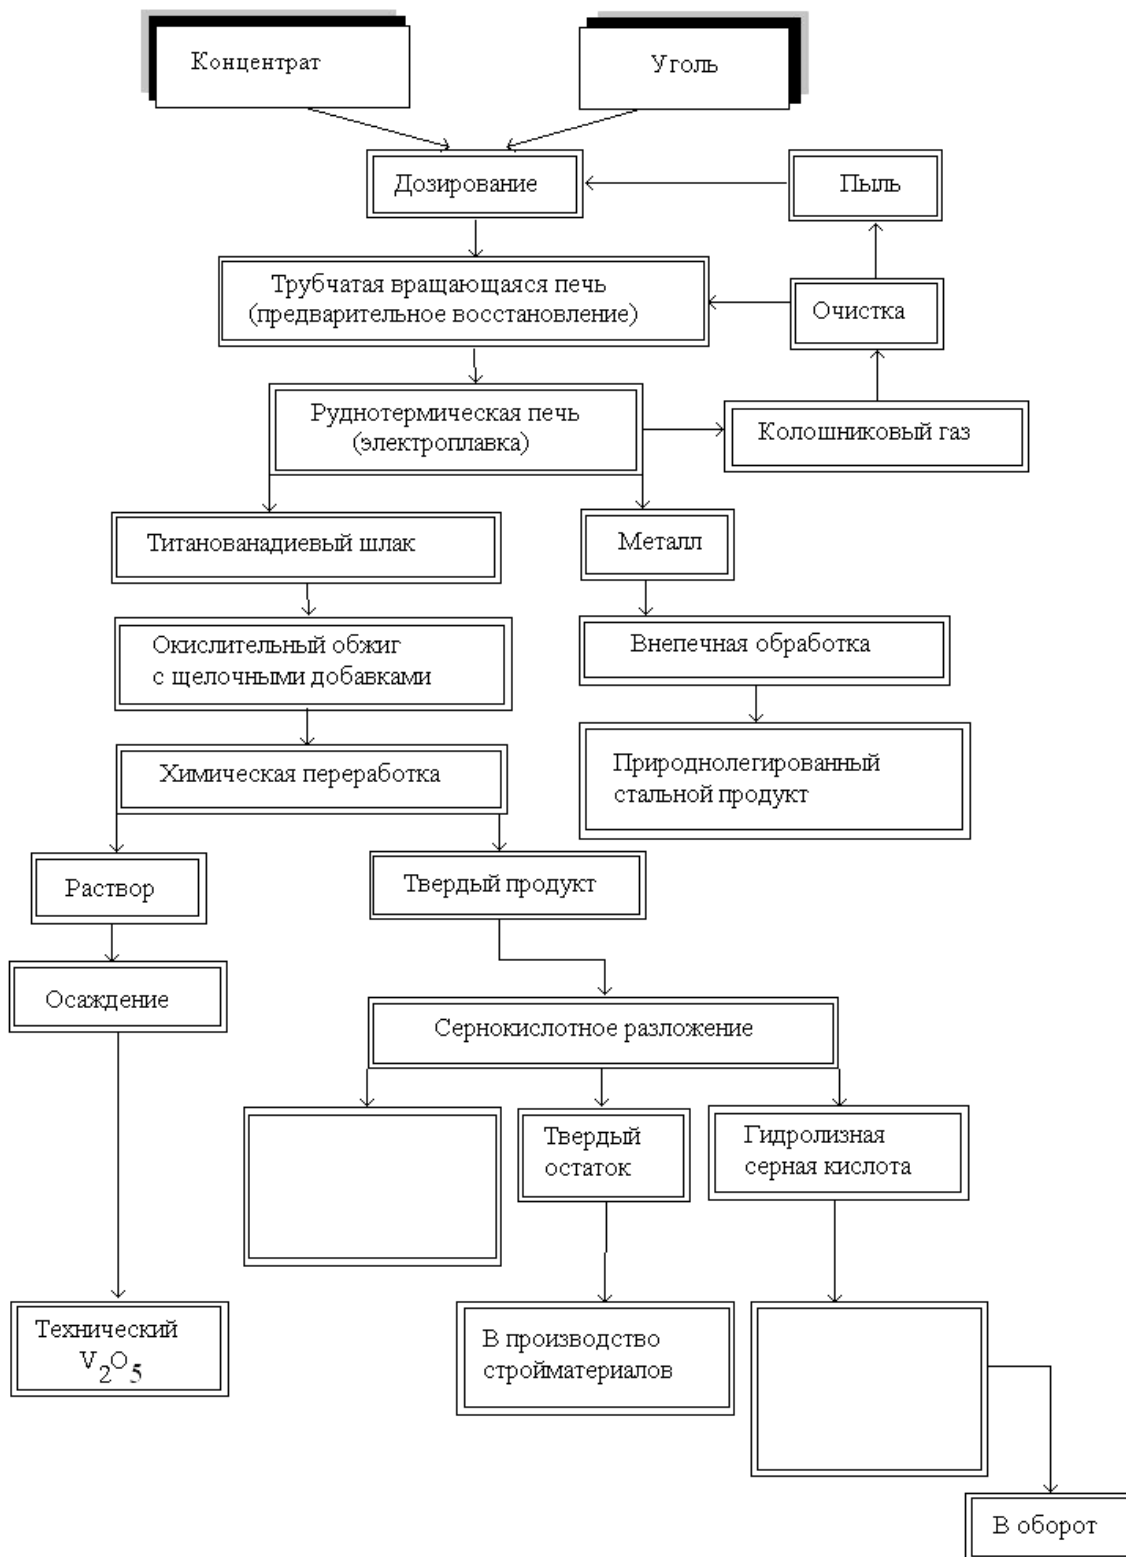 Концентрат
Уголь
Дозирование
Пыль
Трубчатая вращающаяся печь
(предварительное восстановление)
Очистка
Руднотермическая печь
(электроплавка)
Колошниковый газ
Титанованадиевый шлак
Металл
Окислительный обжиг
с щелочными добавками
Внепечная обработка
Химическая переработка
Природнолегированный
стальной продукт
Раствор
Твердый продукт
Осаждение
Сернокислотное разложение
Твердый
остаток
Гидролизная
серная кислота
Технический
V2O5
В производство
стройматериалов
В оборот